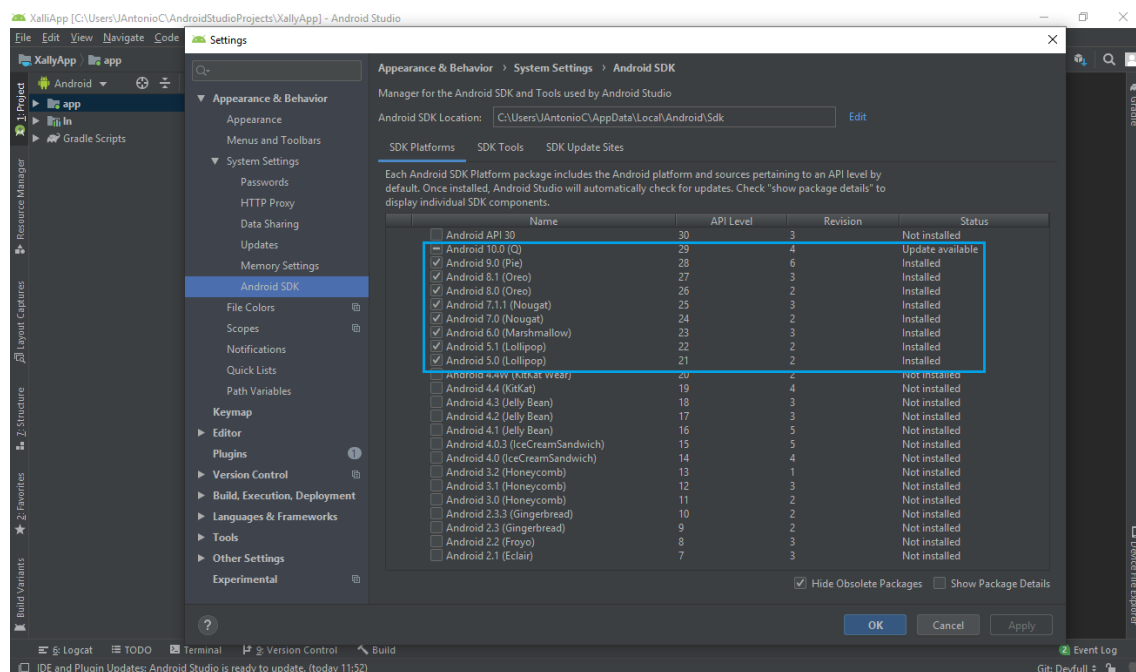 XalliApp [C:\Users\JAntonioC\AndroidStudioProjects\XallyApp] - Android Studio
File Edit View Navigate Code
Settings
XallyApp app
Android
app
ln
Gradle Scripts
1: Project
Resource Manager
Layout Captures
7: Structure
2: Favorites
Build Variants
Appearance & Behavior
Appearance
Menus and Toolbars
System Settings
Passwords
HTTP Proxy
Data Sharing
Updates
Memory Settings
Android SDK
File Colors
Scopes
Notifications
Quick Lists
Path Variables
Keymap
Editor
Plugins 1
Version Control
Build, Execution, Deployment
Languages & Frameworks
Tools
Other Settings
Experimental
Appearance & Behavior › System Settings › Android SDK
Manager for the Android SDK and Tools used by Android Studio
Android SDK Location: C:\Users\JAntonioC\AppData\Local\Android\Sdk Edit
SDK Platforms SDK Tools SDK Update Sites
Each Android SDK Platform package includes the Android platform and sources pertaining to an API level by
default. Once installed, Android Studio will automatically check for updates. Check "show package details" to
display individual SDK components.
Name API Level Revision Status
Android API 30 30 3 Not installed
Android 10.0 (Q) 29 4 Update available
Android 9.0 (Pie) 28 6 Installed
Android 8.1 (Oreo) 27 3 Installed
Android 8.0 (Oreo) 26 2 Installed
Android 7.1.1 (Nougat) 25 3 Installed
Android 7.0 (Nougat) 24 2 Installed
Android 6.0 (Marshmallow) 23 3 Installed
Android 5.1 (Lollipop) 22 2 Installed
Android 5.0 (Lollipop) 21 2 Installed
Android 4.4W (KitKat Wear) 20 2 Not installed
Android 4.4 (KitKat) 19 4 Not installed
Android 4.3 (Jelly Bean) 18 3 Not installed
Android 4.2 (Jelly Bean) 17 3 Not installed
Android 4.1 (Jelly Bean) 16 5 Not installed
Android 4.0.3 (IceCreamSandwich) 15 5 Not installed
Android 4.0 (IceCreamSandwich) 14 4 Not installed
Android 3.2 (Honeycomb) 13 1 Not installed
Android 3.1 (Honeycomb) 12 3 Not installed
Android 3.0 (Honeycomb) 11 2 Not installed
Android 2.3.3 (Gingerbread) 10 2 Not installed
Android 2.3 (Gingerbread) 9 2 Not installed
Android 2.2 (Froyo) 8 3 Not installed
Android 2.1 (Eclair) 7 3 Not installed
Hide Obsolete Packages Show Package Details
? OK Cancel Apply
Gradle
Device File Explorer
6: Logcat TODO Terminal 9: Version Control Build 2 Event Log
IDE and Plugin Updates: Android Studio is ready to update. (today 11:52) Git: Devfull